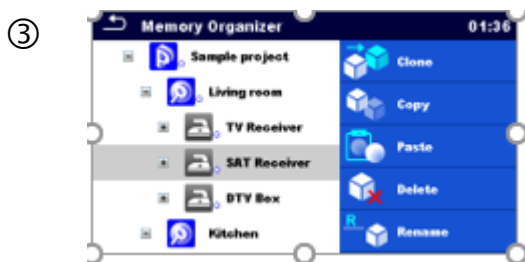 ③
Memory Organizer 01:36
Sample project
Living room
TV Receiver
SAT Receiver
DTV Box
Kitchen
Clone
Copy
Paste
Delete
R Rename